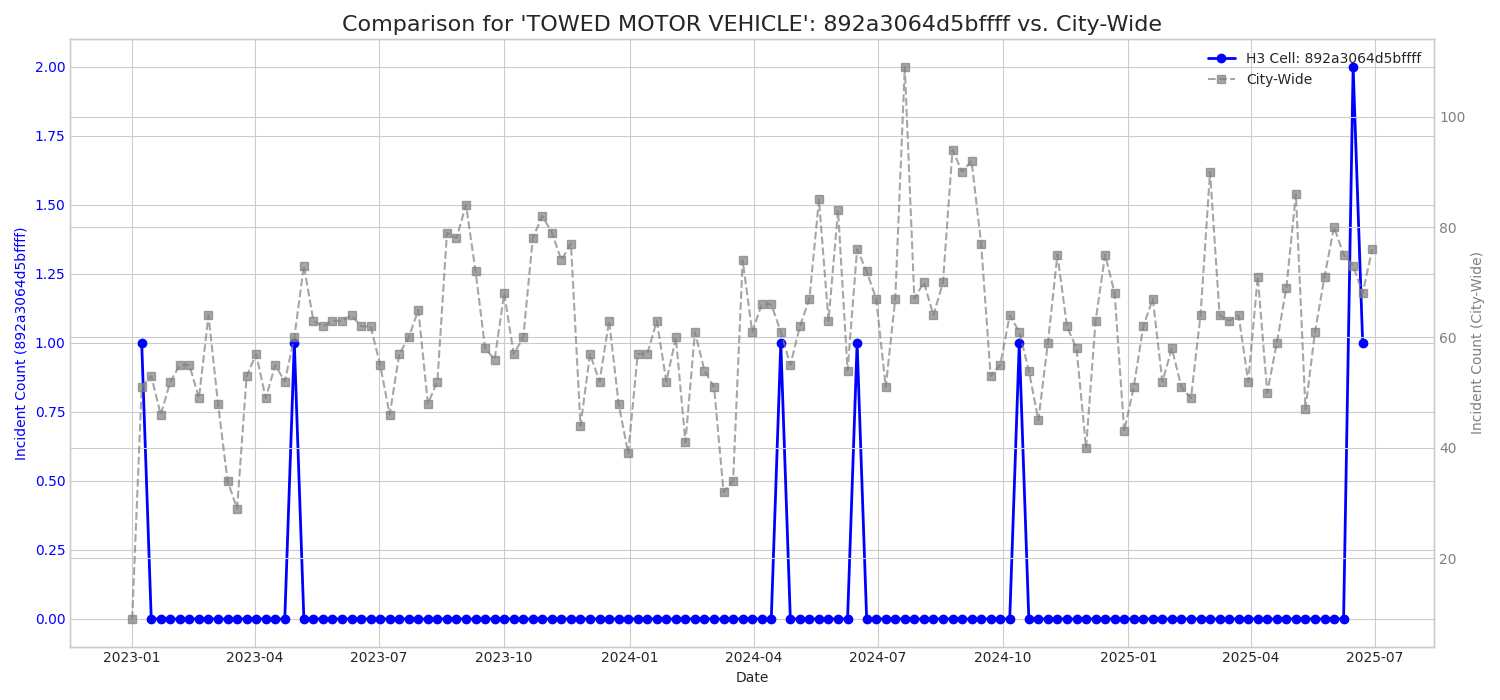 Comparison for 'TOWED MOTOR VEHICLE': 892a3064d5bffff vs. City-Wide
H3 Cell: 892a3064d5bffff
City-Wide
Incident Count (892a3064d5bffff)
2.00
1.75
1.50
1.25
1.00
0.75
0.50
0.25
0.00
100
80
60
40
20
Incident Count (City-Wide)
2023-01 2023-04 2023-07 2023-10 2024-01 2024-04 2024-07 2024-10 2025-01 2025-04 2025-07
Date